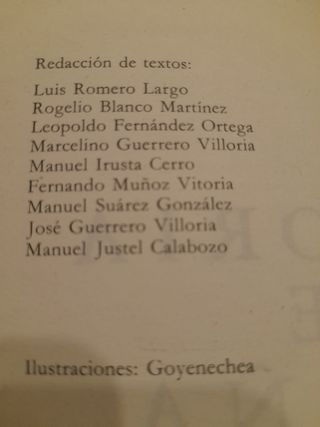 Redacción de textos:
Luis Romero Largo
Rogelio Blanco Martínez
Leopoldo Fernández Ortega
Marcelino Guerrero Villoria
Manuel Irusta Cerro
Fernando Muñoz Vitoria
Manuel Suárez González
José Guerrero Villoria
Manuel Justel Calabozo
Ilustraciones: Goyenechea